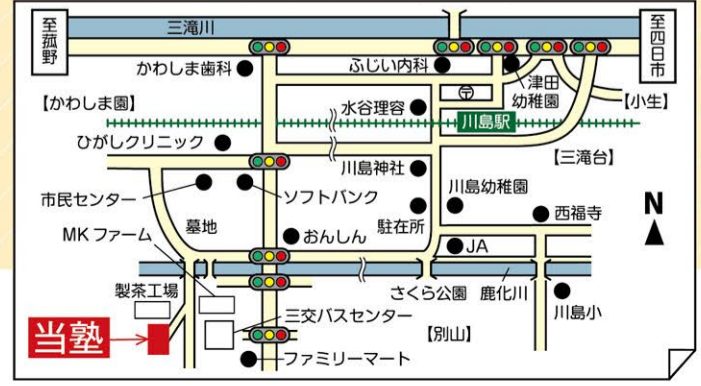 至菰野
三滝川
至四日市
かわしま歯科
ふじい内科
津田
幼稚園
【かわしま園】
水谷理容
〒
【小生】
川島駅
ひがしクリニック
【三滝台】
川島神社
川島幼稚園
市民センター
ソフトバンク
西福寺
N
墓地
駐在所
MKファーム
おんしん
JA
製茶工場
さくら公園
鹿化川
川島小
三交バスセンター
当塾
【別山】
ファミリーマート